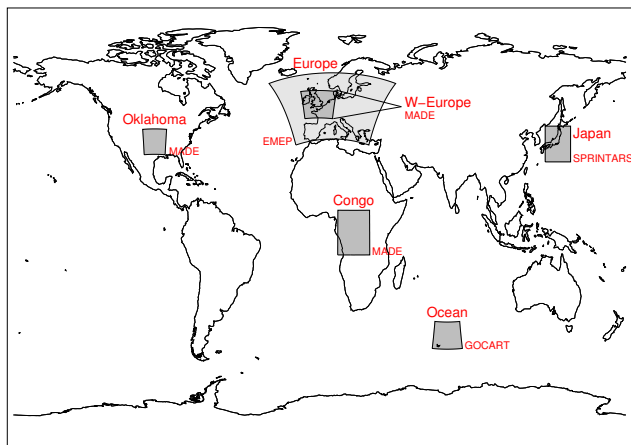 Europe
W-Europe
MADE
EMEP
Oklahoma
MADE
Japan
SPRINTARS
Congo
MADE
Ocean
GOCART